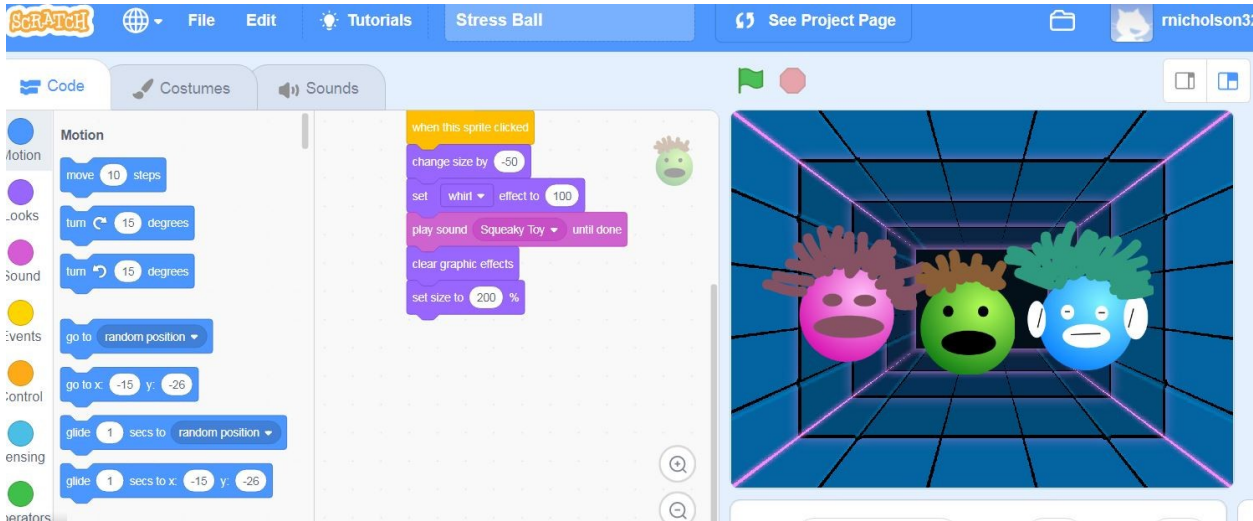 SCRATCH File Edit Tutorials Stress Ball See Project Page rnicholson32
Code Costumes Sounds
Motion
Motion
move 10 steps
Looks
turn 15 degrees
Sound
turn 15 degrees
Events
go to random position
go to x: -15 y: -26
Control
glide 1 secs to random position
Sensing
glide 1 secs to x: -15 y: -26
Operators
when this sprite clicked
change size by -50
set whirl effect to 100
play sound Squeaky Toy until done
clear graphic effects
set size to 200 %